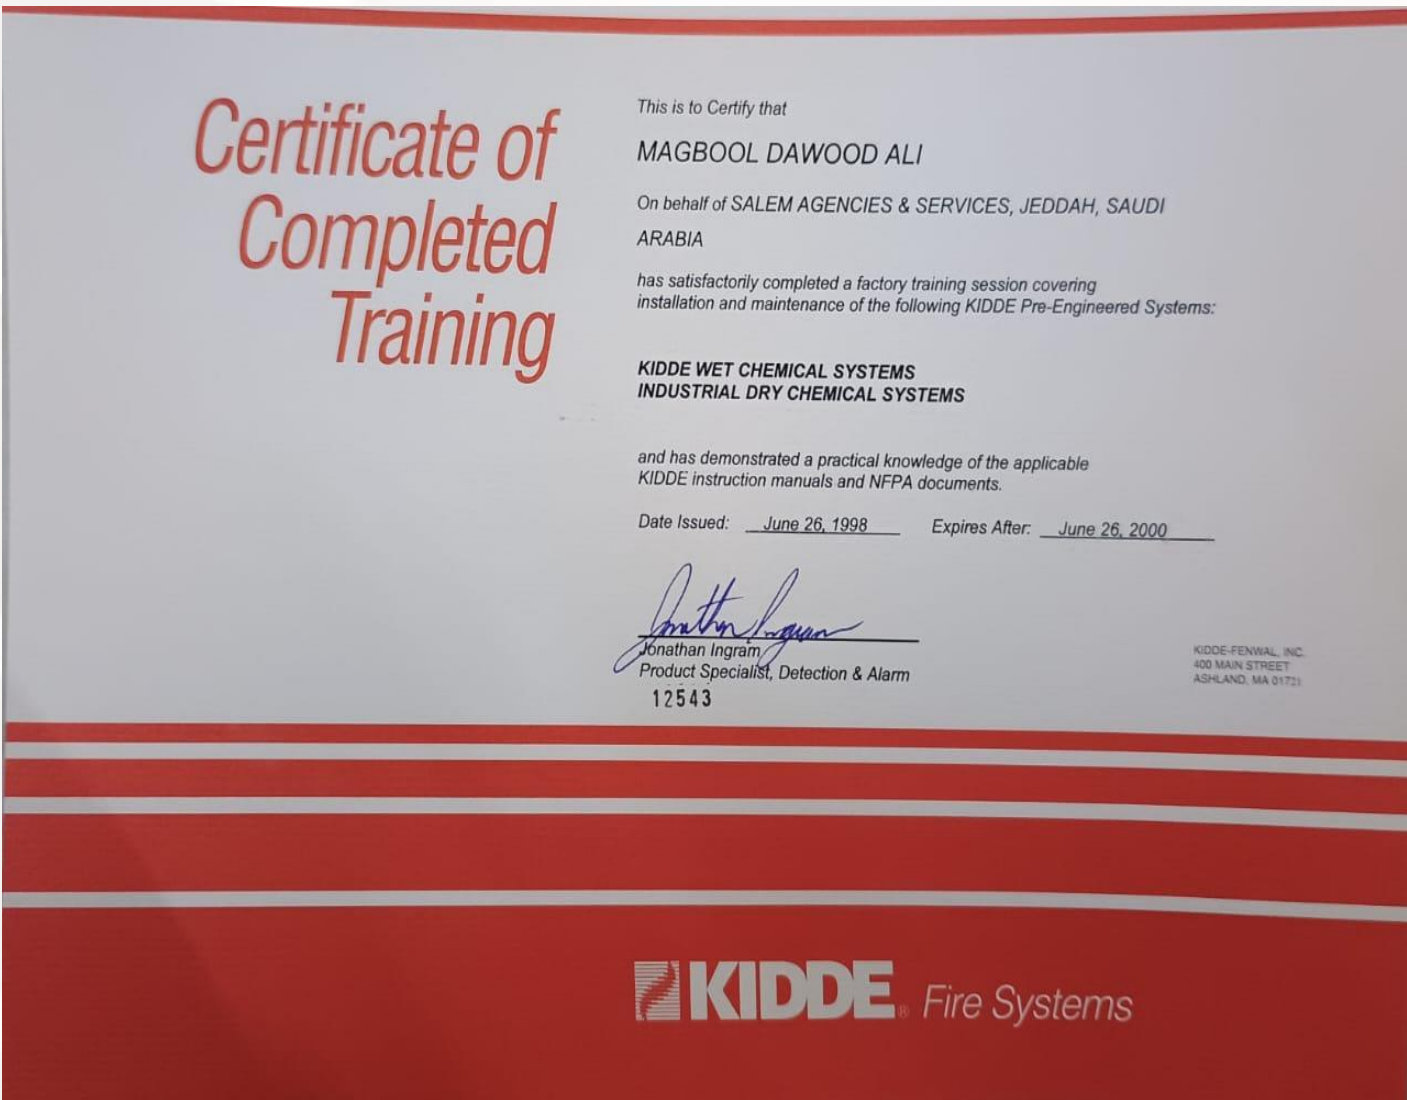 Certificate of
Completed
Training
This is to Certify that
MAGBOOL DAWOOD ALI
On behalf of SALEM AGENCIES & SERVICES, JEDDAH, SAUDI
ARABIA
has satisfactorily completed a factory training session covering
installation and maintenance of the following KIDDE Pre-Engineered Systems:
KIDDE WET CHEMICAL SYSTEMS
INDUSTRIAL DRY CHEMICAL SYSTEMS
and has demonstrated a practical knowledge of the applicable
KIDDE instruction manuals and NFPA documents.
Date Issued: June 26, 1998 Expires After: June 26, 2000
Jonathan Ingram
Jonathan Ingram
Product Specialist, Detection & Alarm
12543
KIDDE-FENWAL, INC.
400 MAIN STREET
ASHLAND, MA 01721
KIDDE® Fire Systems